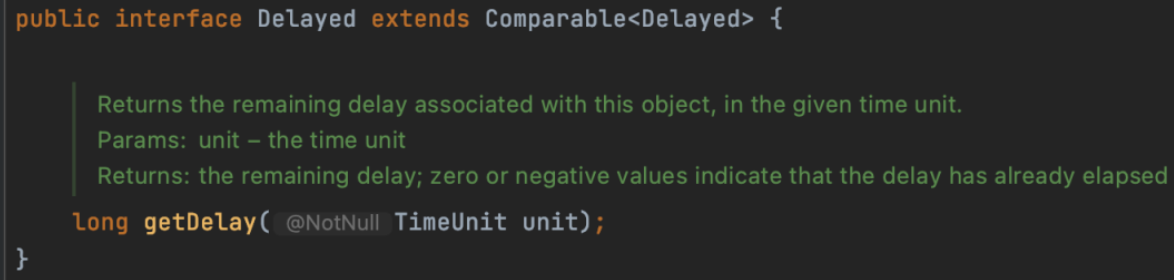 public interface Delayed extends Comparable<Delayed> {
Returns the remaining delay associated with this object, in the given time unit.
Params: unit – the time unit
Returns: the remaining delay; zero or negative values indicate that the delay has already elapsed
long getDelay( @NotNull TimeUnit unit);
}